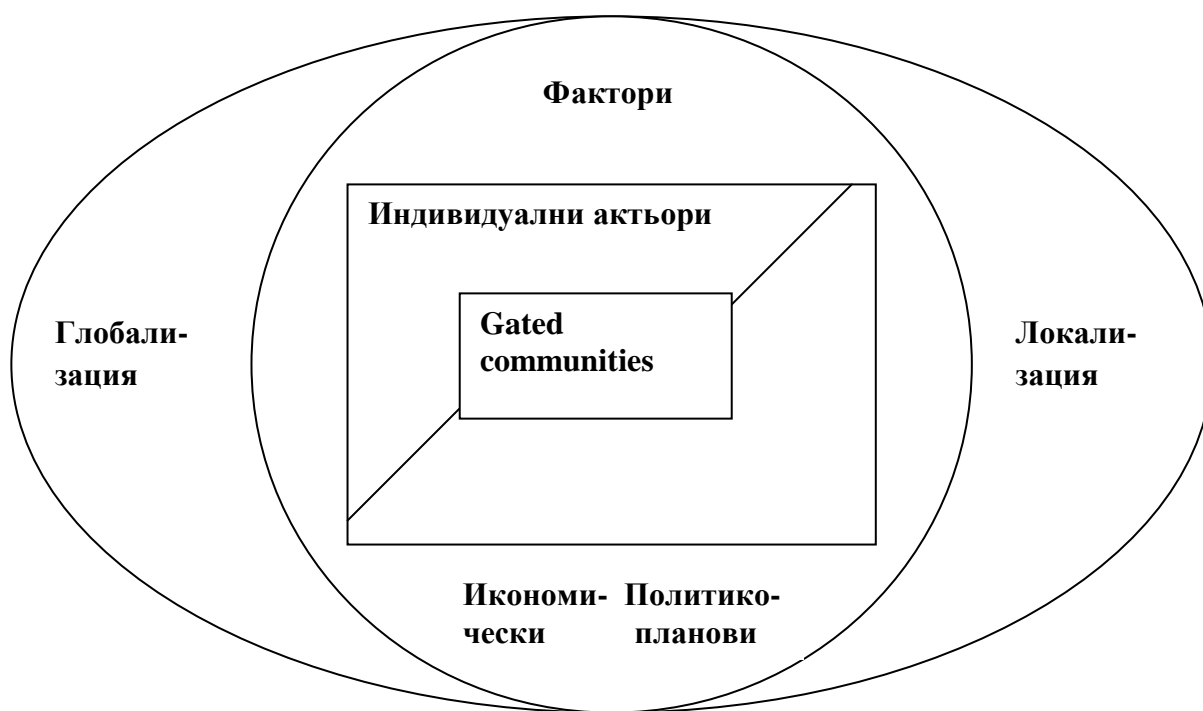 Фактори
Индивидуални актьори
Gated
communities
Глобали-
зация
Локали-
зация
Икономи- Политико-
чески планови